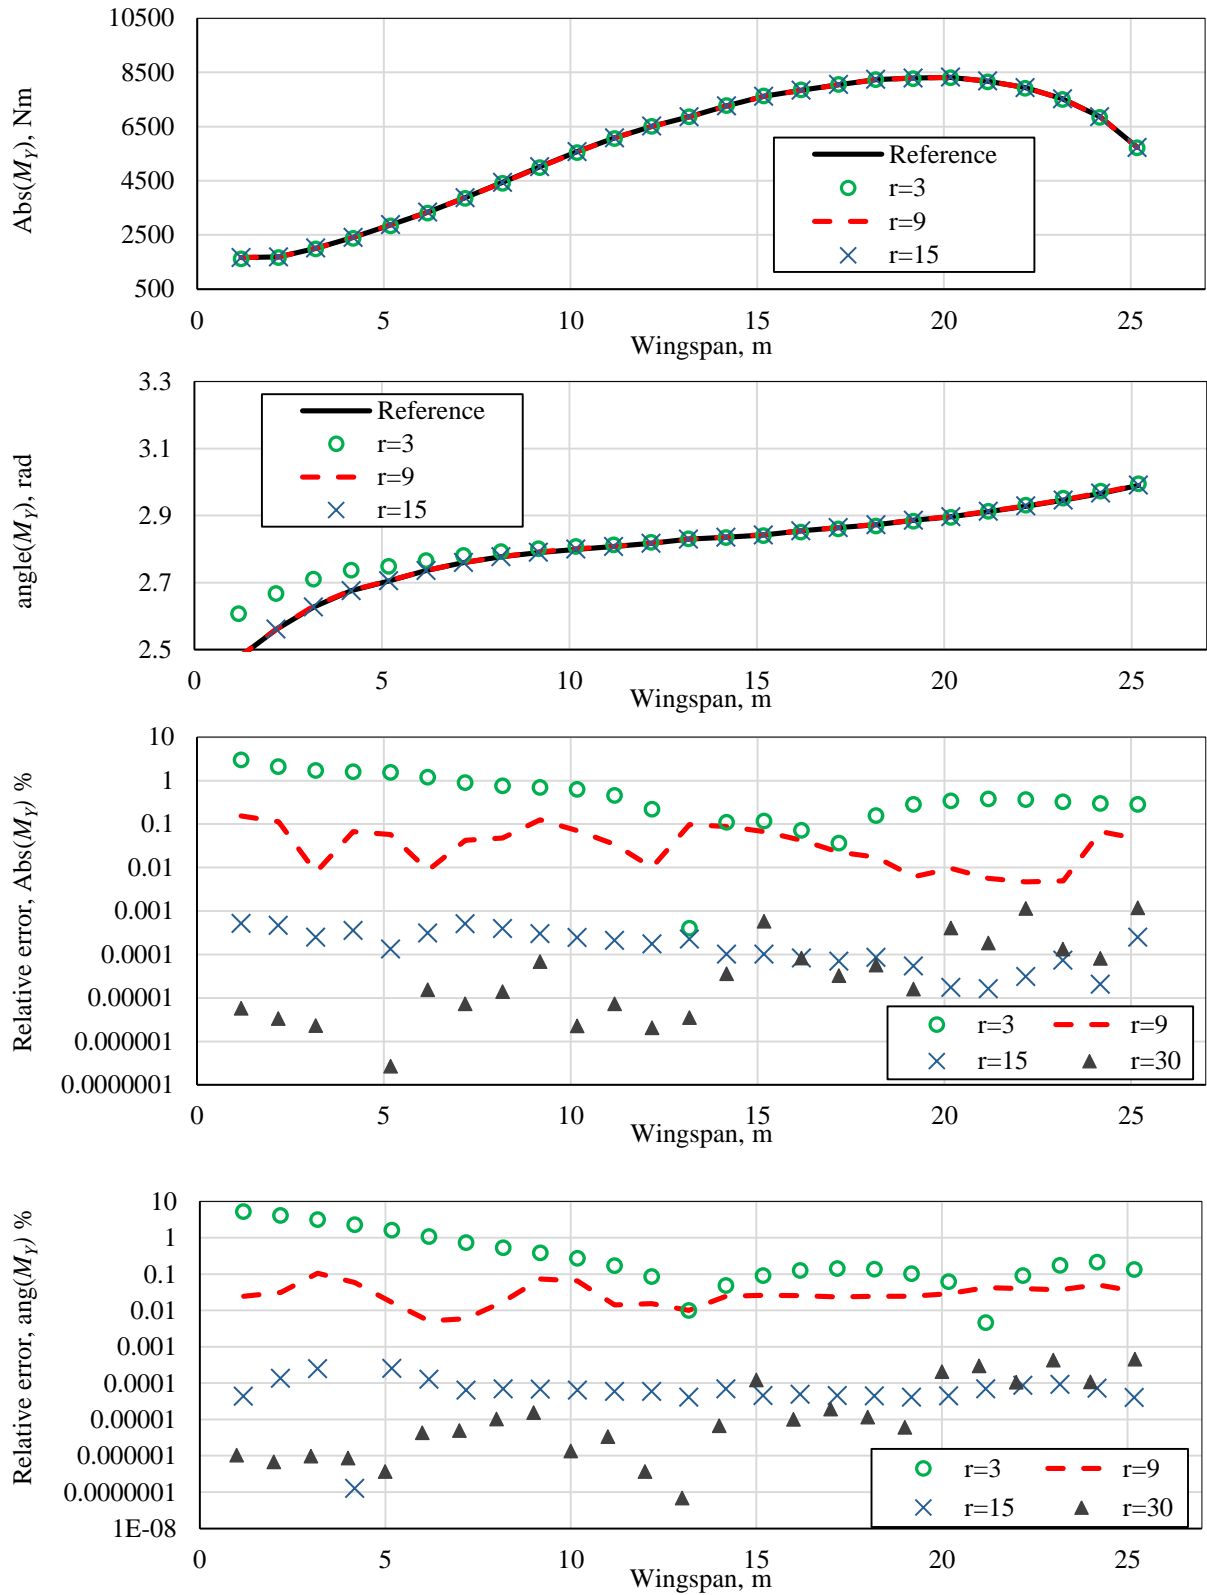 10500
8500
6500
4500
2500
500
Abs(M_Y), Nm
Reference
r=3
r=9
r=15
0 5 10 15 20 25
Wingspan, m
3.3
3.1
2.9
2.7
2.5
angle(M_Y), rad
Reference
r=3
r=9
r=15
0 5 10 15 20 25
Wingspan, m
10
1
0.1
0.01
0.001
0.0001
0.00001
0.000001
0.0000001
Relative error, Abs(M_Y) %
r=3 r=9
r=15 r=30
0 5 10 15 20 25
Wingspan, m
10
1
0.1
0.01
0.001
0.0001
0.00001
0.000001
0.0000001
1E-08
Relative error, ang(M_Y) %
r=3 r=9
r=15 r=30
0 5 10 15 20 25
Wingspan, m